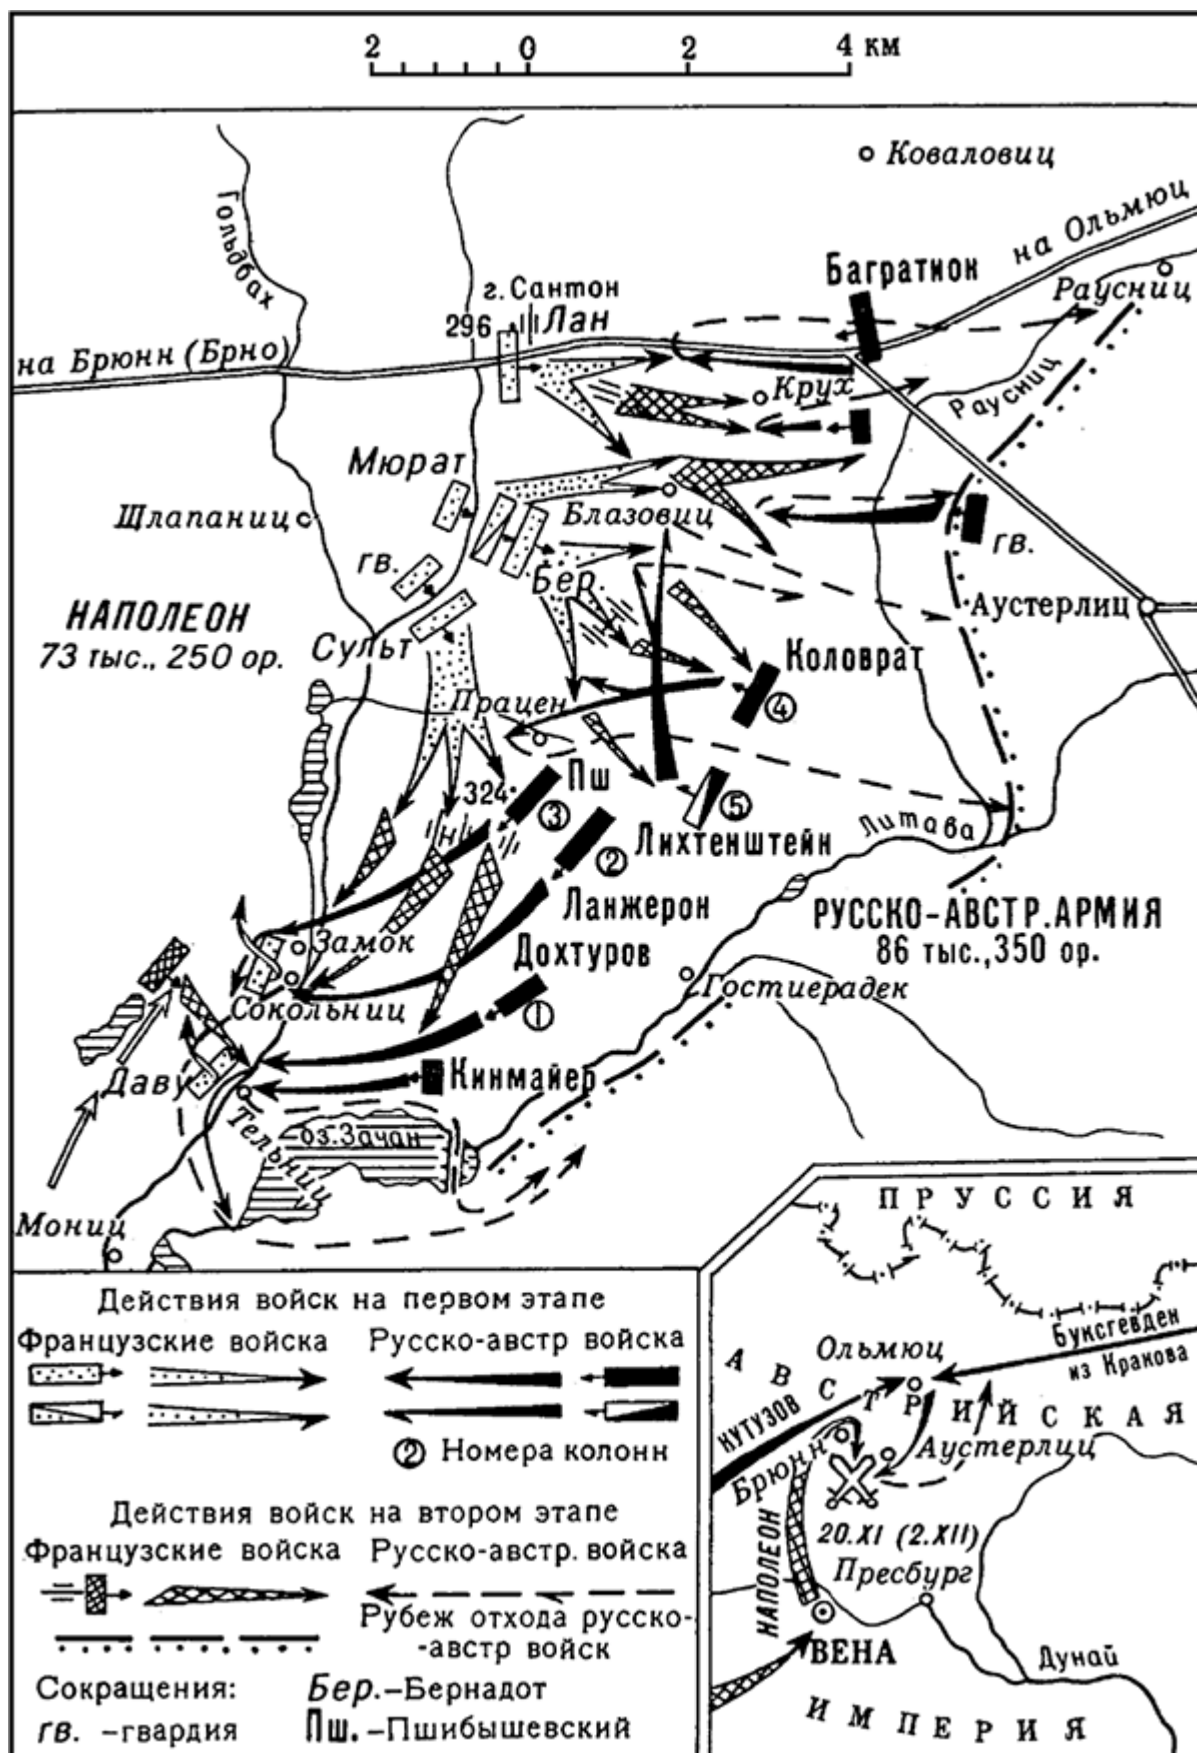 2 0 2 4 км
Коваловиц
Гольдбах
на Ольмюц
Багратион
Раусниц
г. Сантон
296 Лан
на Брюнн (Брно)
Крух
Раусниц
Мюрат
Шлапаниц
Блазовиц
гв.
гв.
Бер.
НАПОЛЕОН
73 тыс., 250 ор.
Аустерлиц
Сульт
Коловрат
Працен
④
Пш
324
③
⑤
Н
②
Лихтенштейн
Литава
Ланжерон
РУССКО-АВСТР. АРМИЯ
86 тыс., 350 ор.
Замок
Дохтуров
Гостиерадек
Сокольниц
①
Даву
Кинмайер
Тельниц
оз. Зачан
Мониц
ПРУССИЯ
Буксгевден
из Кракова
Ольмюц
АВСТРИЙСКАЯ
КУТУЗОВ
Аустерлиц
Брюнн
20.XI (2.XII)
НАПОЛЕОН
Пресбург
ВЕНА
Дунай
ИМПЕРИЯ
Действия войск на первом этапе
Французские войска Русско-австр войска
② Номера колонн
Действия войск на втором этапе
Французские войска Русско-австр. войска
Рубеж отхода русско-
-австр войск
Сокращения: Бер.-Бернадот
гв. -гвардия Пш.-Пшибышевский